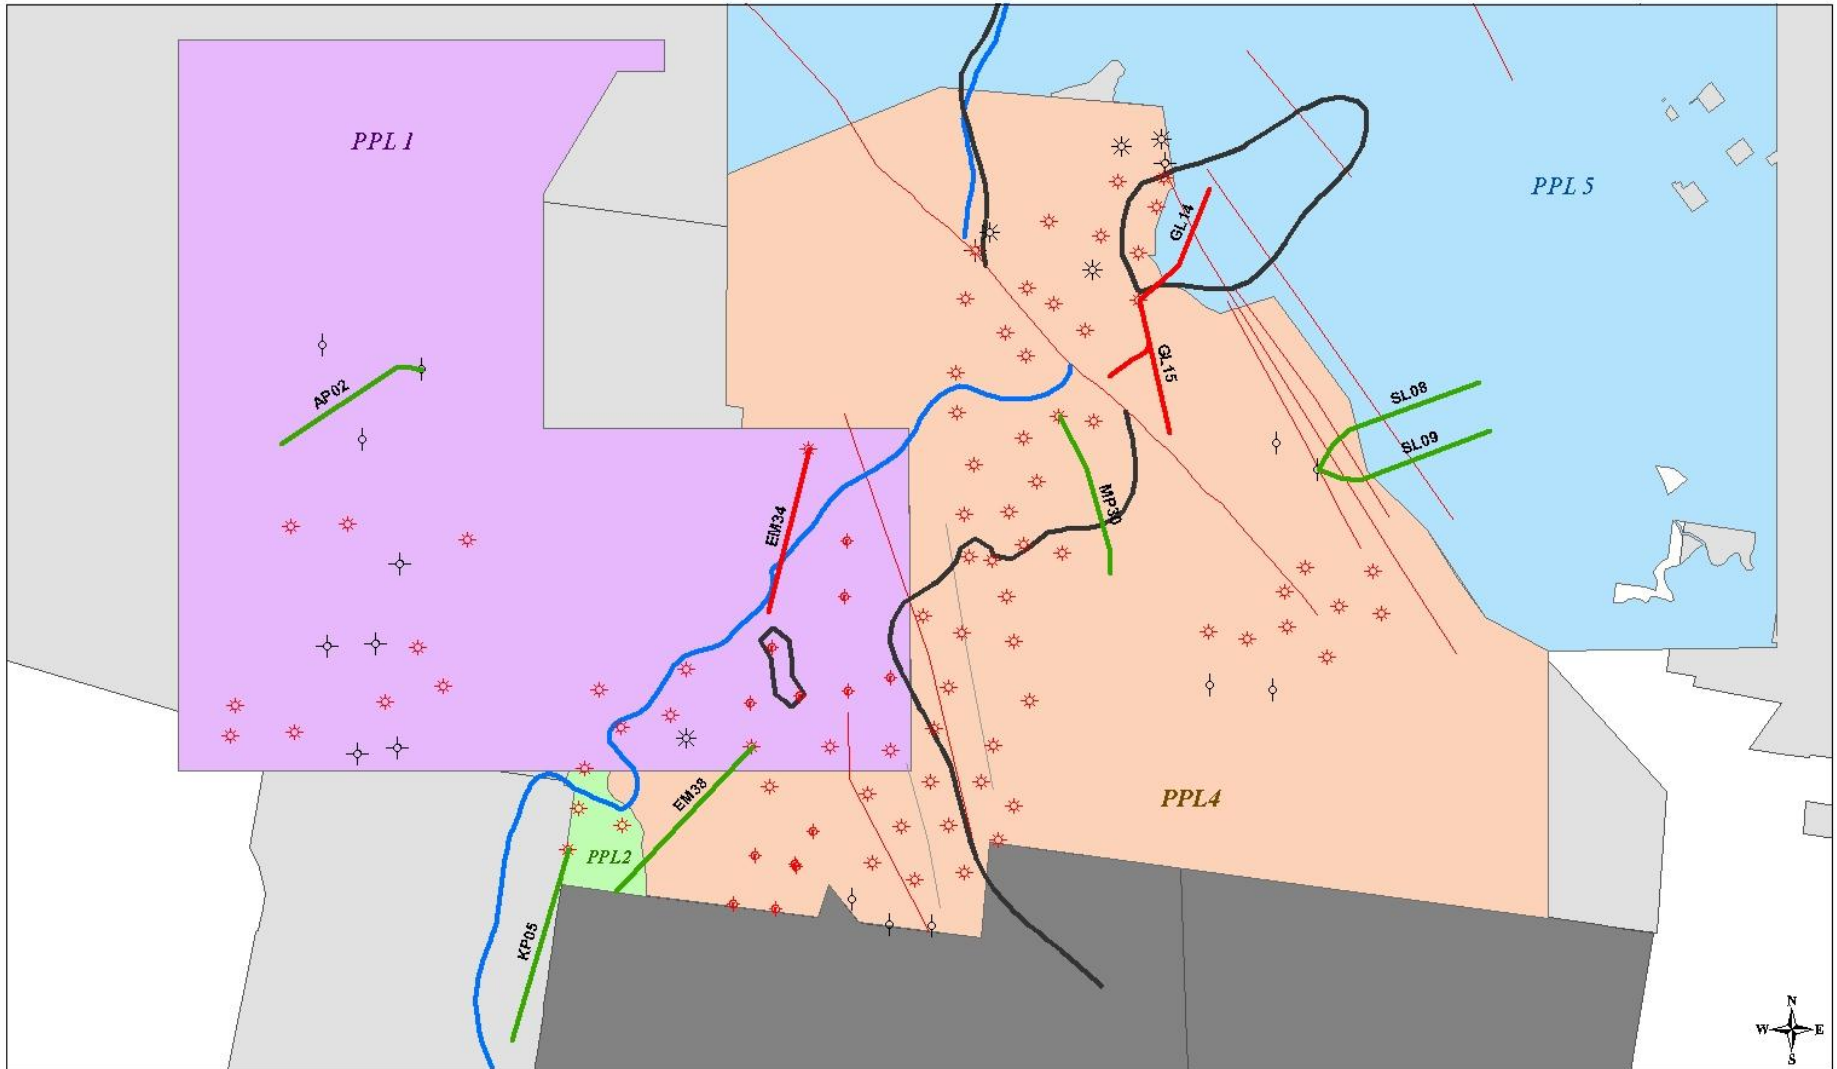 PPL 1
PPL 5
GL14
GL15
AP02
SL08
SL09
EM34
MP30
EM38
PPL4
PPL2
KP05
N
W E
S